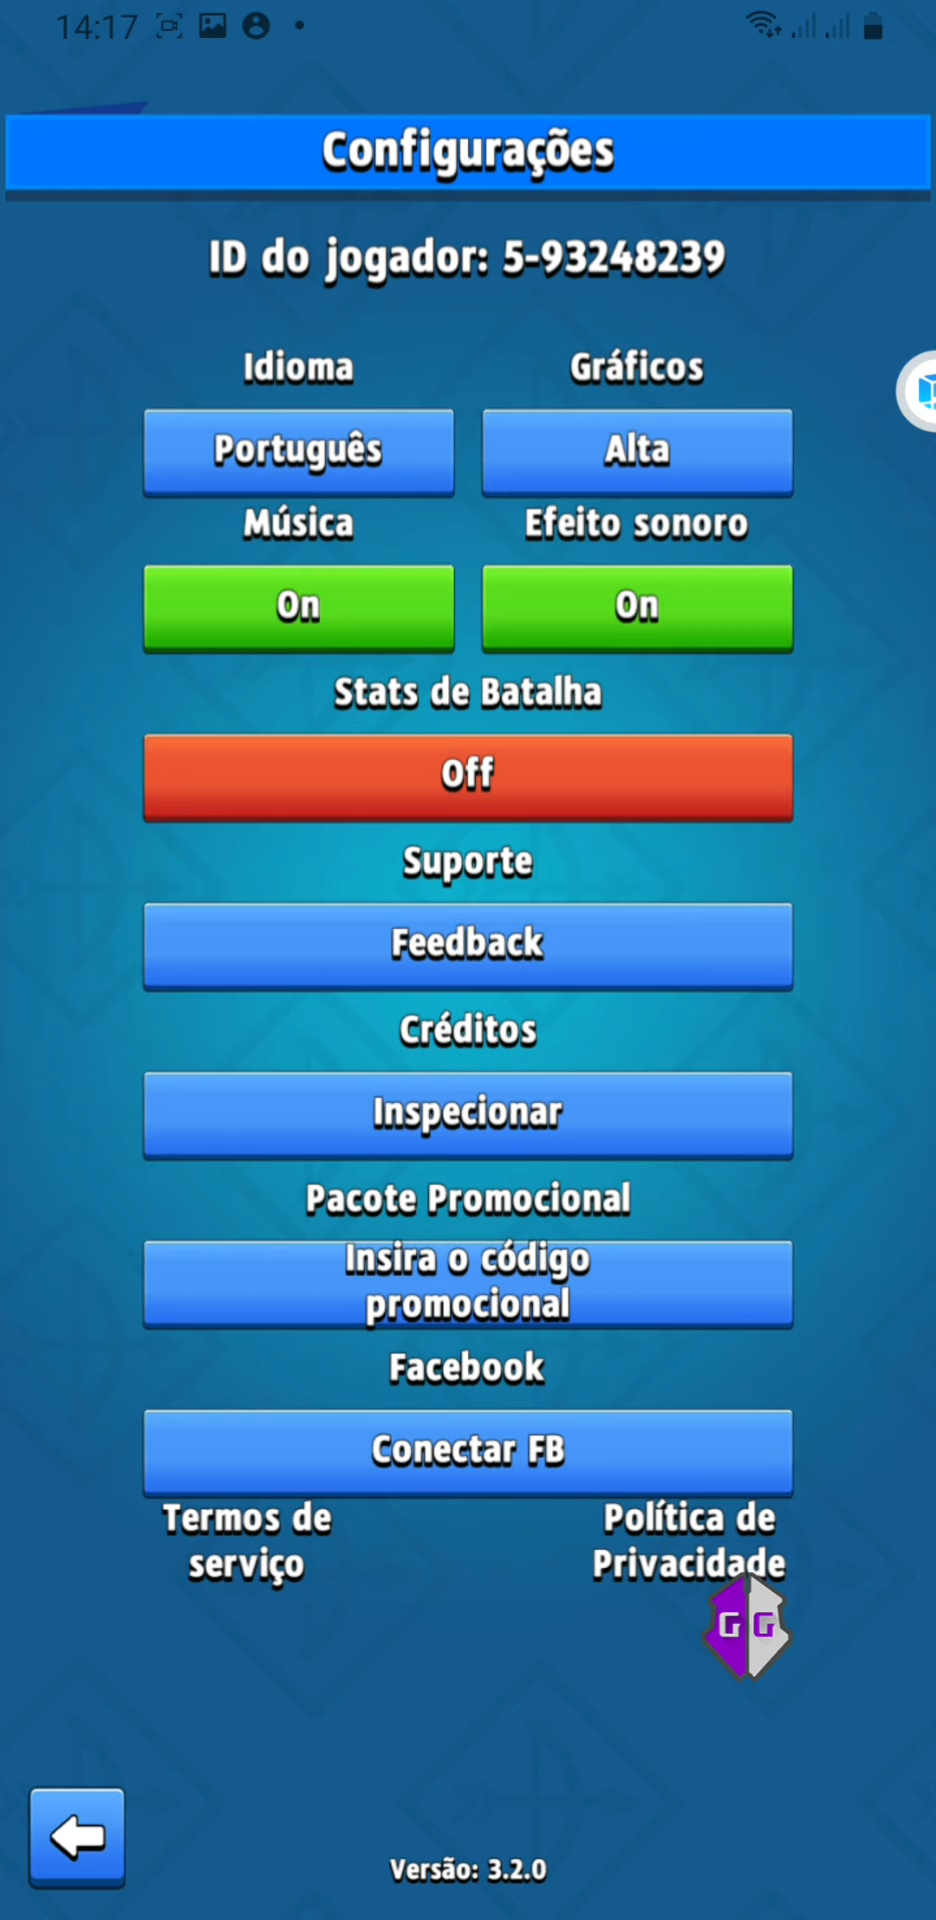 14:17
Configurações
ID do jogador: 5-93248239
Idioma
Gráficos
Português
Alta
Música
Efeito sonoro
On
On
Stats de Batalha
Off
Suporte
Feedback
Créditos
Inspecionar
Pacote Promocional
Insira o código
promocional
Facebook
Conectar FB
Termos de
serviço
Política de
Privacidade
G G
Versão: 3.2.0